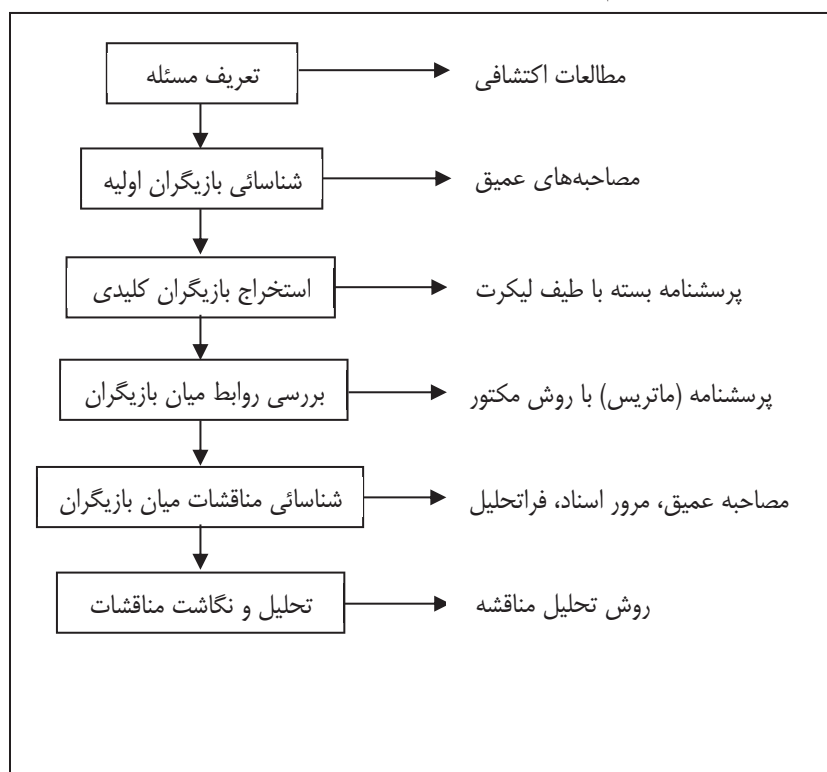 تعریف مسئله
مطالعات اکتشافی
شناسائی بازیگران اولیه
مصاحبه‌های عمیق
استخراج بازیگران کلیدی
پرسشنامه بسته با طیف لیکرت
بررسی روابط میان بازیگران
پرسشنامه (ماتریس) با روش مکتور
شناسائی مناقشات میان بازیگران
مصاحبه عمیق، مرور اسناد، فراتحلیل
تحلیل و نگاشت مناقشات
روش تحلیل مناقشه